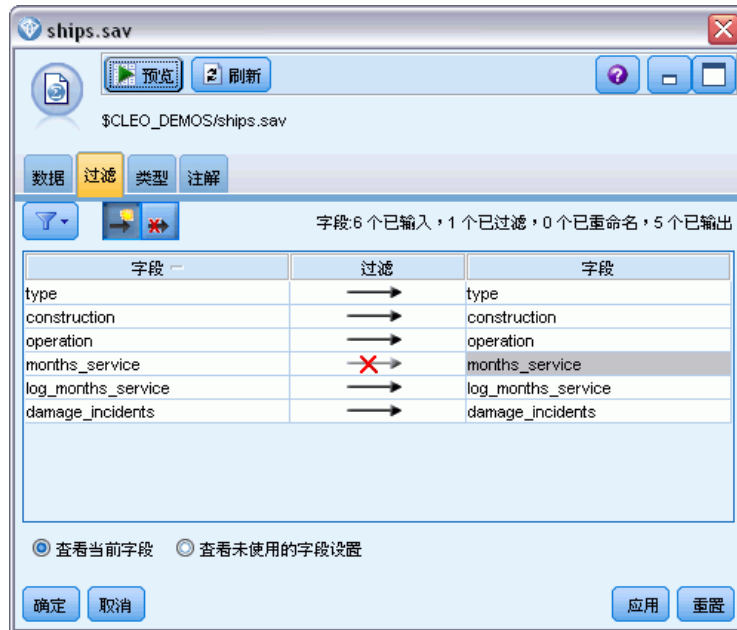 ships.sav
预览 刷新
$CLEO_DEMOS/ships.sav
数据 过滤 类型 注解
字段:6 个已输入，1 个已过滤，0 个已重命名，5 个已输出
字段 过滤 字段
type type
construction construction
operation operation
months_service months_service
log_months_service log_months_service
damage_incidents damage_incidents
查看当前字段 查看未使用的字段设置
确定 取消 应用 重置